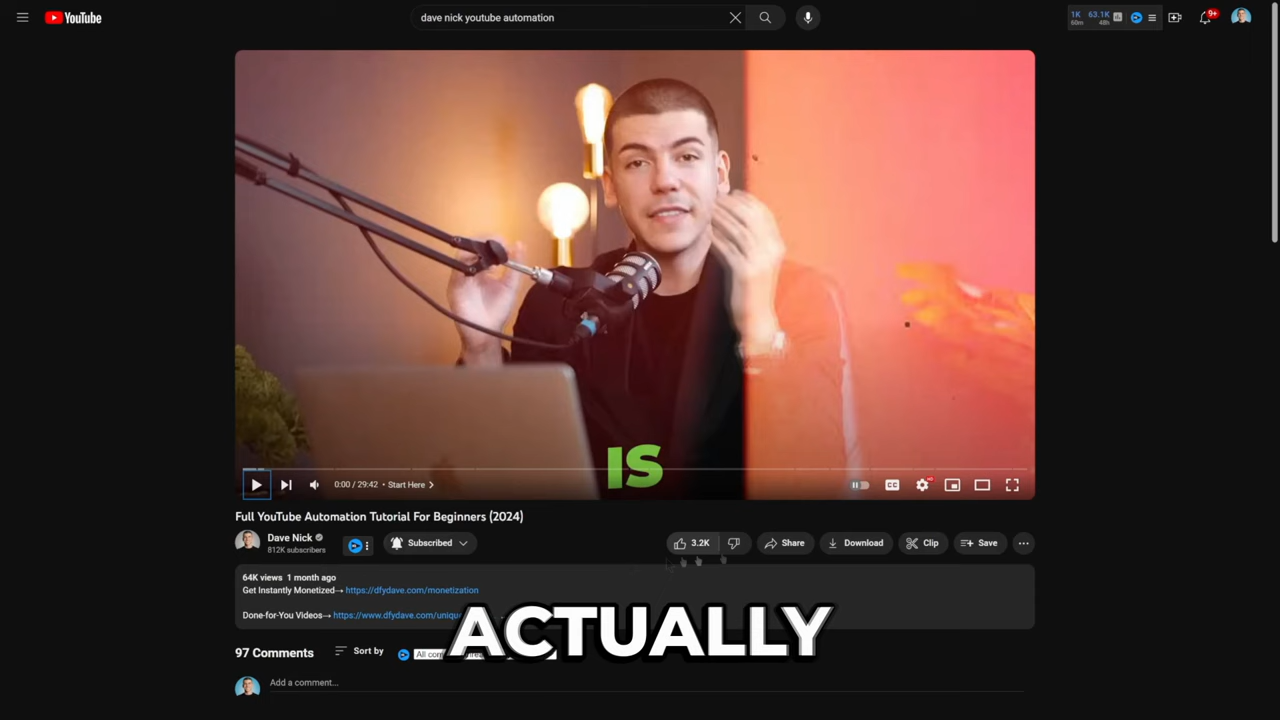 YouTube
dave nick youtube automation
1K 63.1K
60m 48h
9+
IS
0:00 / 29:42 • Start Here
CC
Full YouTube Automation Tutorial For Beginners (2024)
Dave Nick
812K subscribers
Subscribed
3.2K
Share
Download
Clip
Save
64K views 1 month ago
Get Instantly Monetized→ https://dfydave.com/monetization
Done-for-You Videos→ https://www.dfydave.com/uniqu
ACTUALLY
97 Comments
Sort by
Add a comment...